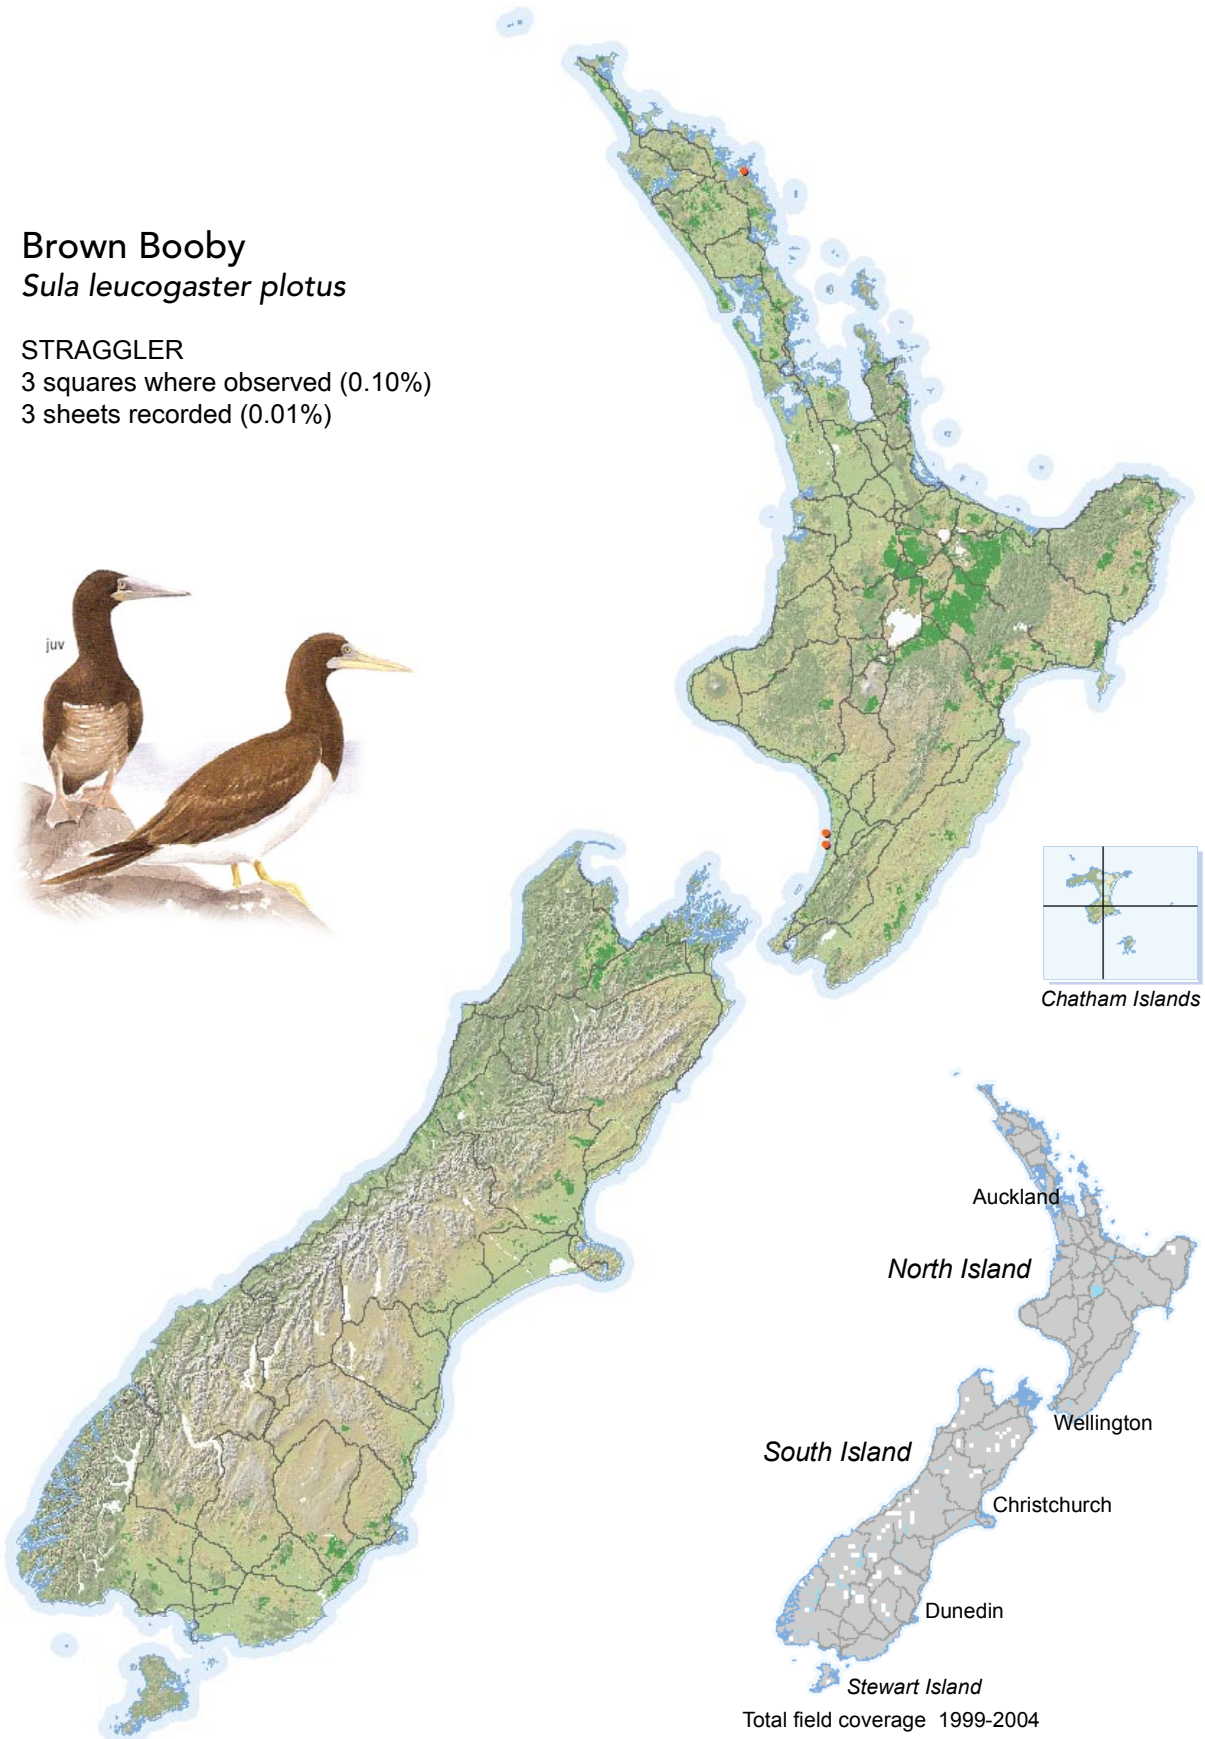 Brown Booby
Sula leucogaster plotus
STRAGGLER
3 squares where observed (0.10%)
3 sheets recorded (0.01%)
juv
Chatham Islands
Auckland
North Island
Wellington
South Island
Christchurch
Dunedin
Stewart Island
Total field coverage 1999-2004